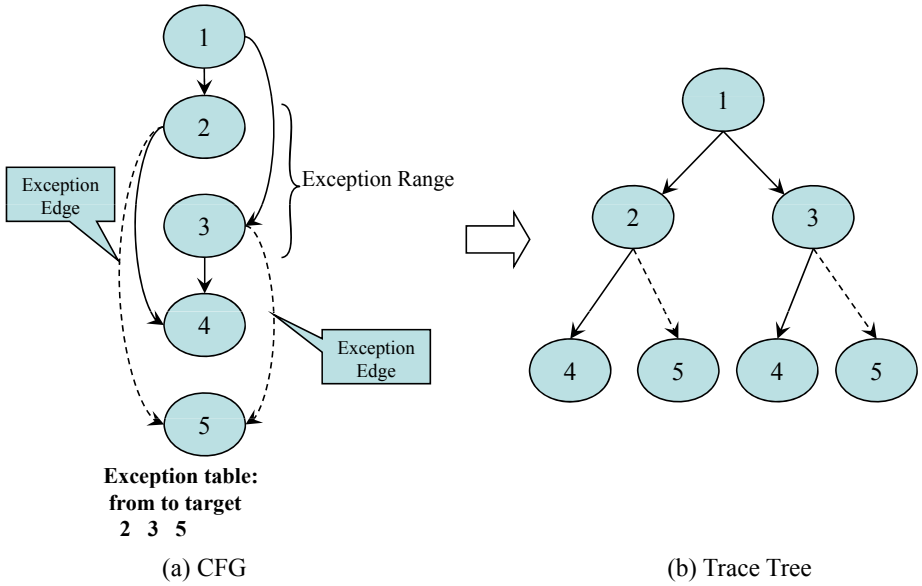 1
2
3
4
5
Exception
Edge
Exception Range
Exception
Edge
Exception table:
from to target
2 3 5
(a) CFG
1
2
3
4
5
4
5
(b) Trace Tree